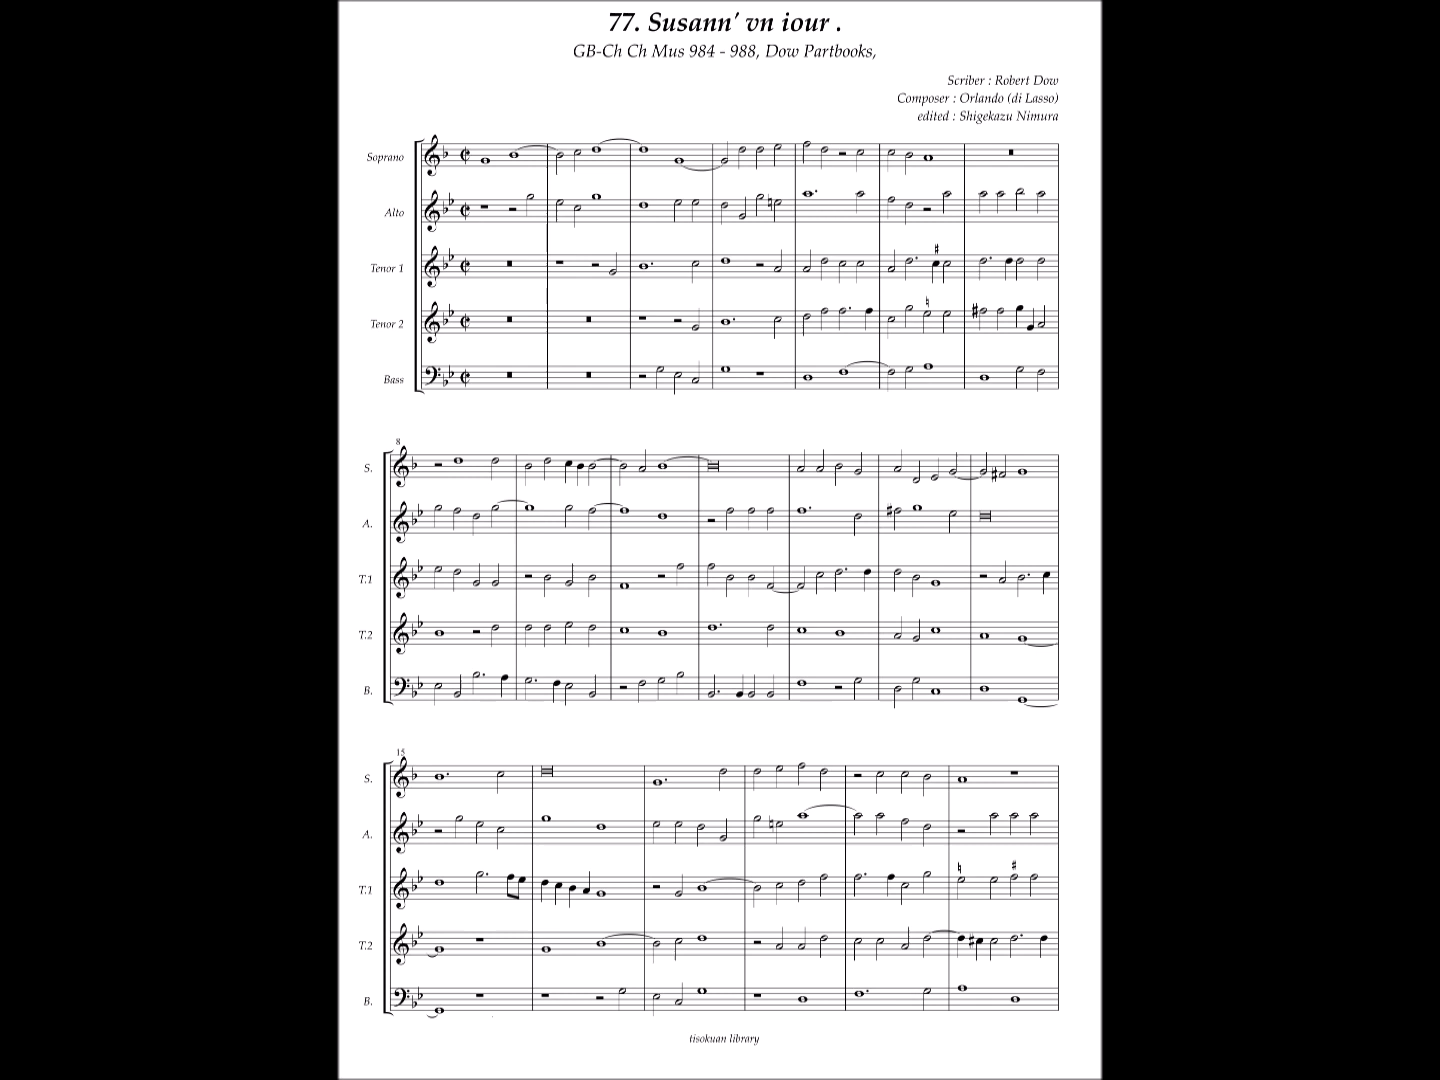 77. Susann' vn iour .
GB-Ch Ch Mus 984 - 988, Dow Partbooks,
Scriber : Robert Dow
Composer : Orlando (di Lasso)
edited : Shigekazu Nimura
Soprano
Alto
Tenor 1
Tenor 2
Bass
8
S.
A.
T.1
T.2
B.
15
S.
A.
T.1
T.2
B.
tisokuan library